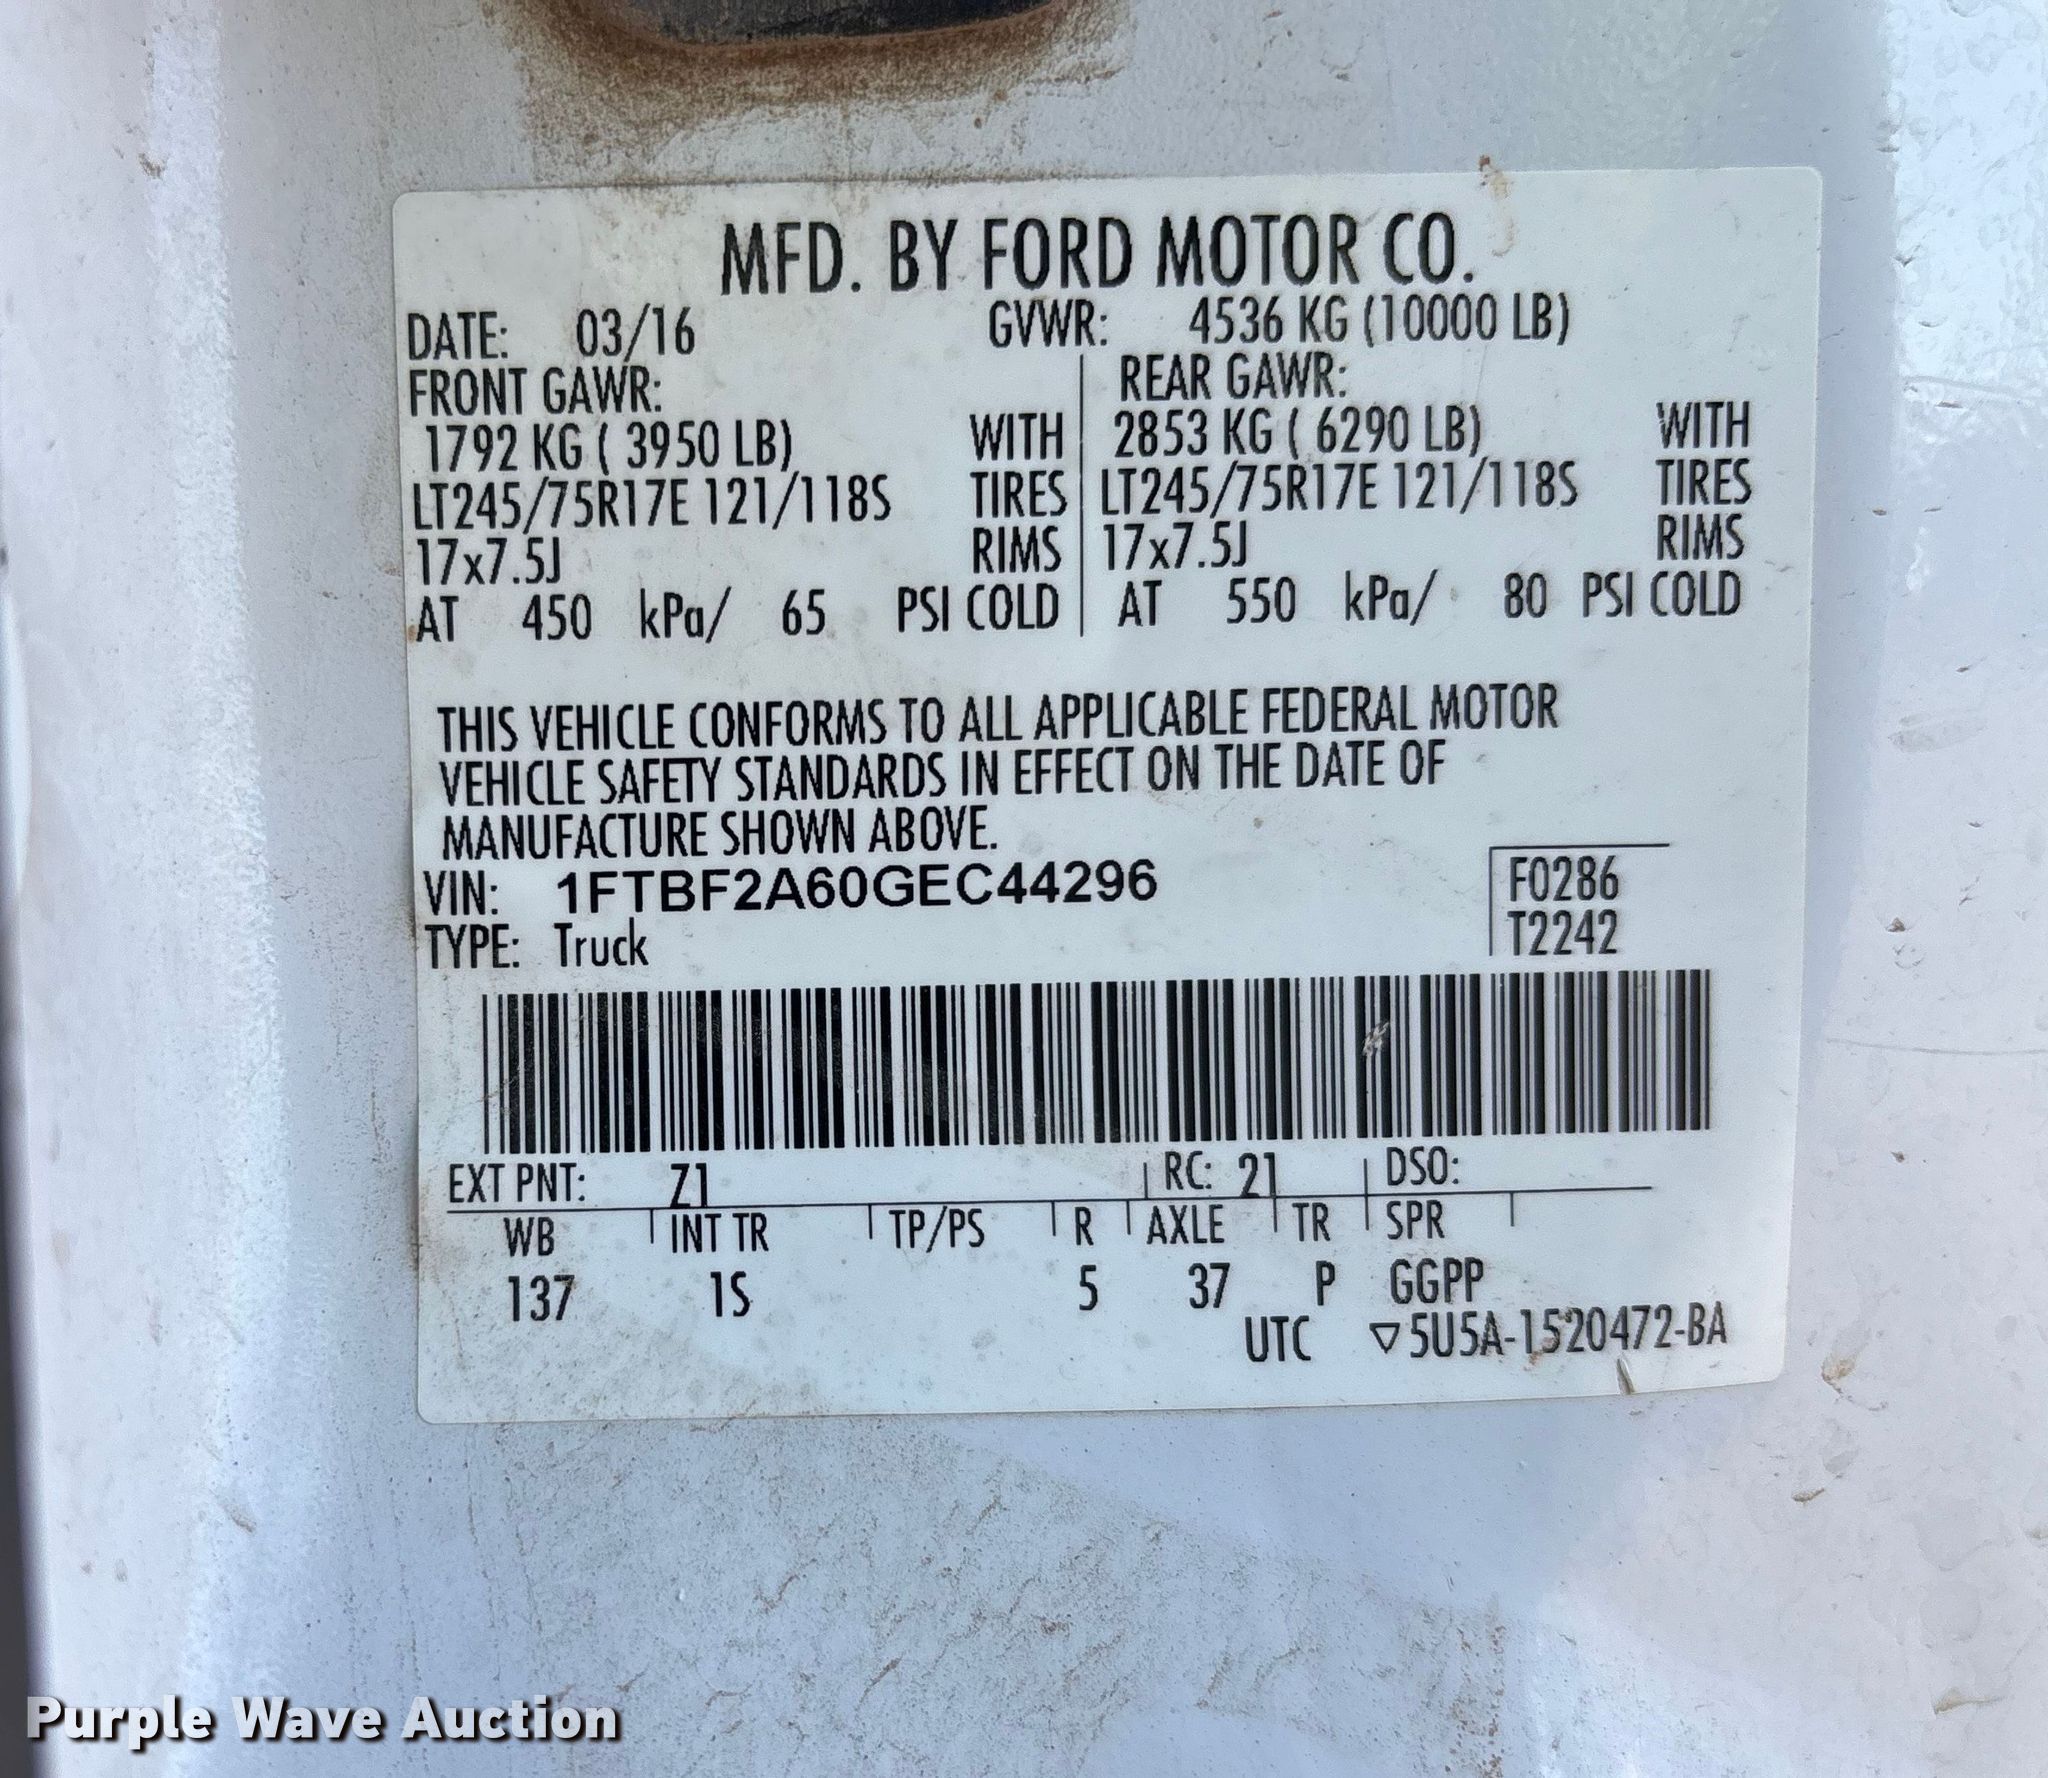 MFD. BY FORD MOTOR CO.
DATE: 03/16 GVWR: 4536 KG (10000 LB)
FRONT GAWR: REAR GAWR:
1792 KG ( 3950 LB) WITH 2853 KG ( 6290 LB) WITH
LT245/75R17E 121/118S TIRES LT245/75R17E 121/118S TIRES
17x7.5J RIMS 17x7.5J RIMS
AT 450 kPa/ 65 PSI COLD AT 550 kPa/ 80 PSI COLD
THIS VEHICLE CONFORMS TO ALL APPLICABLE FEDERAL MOTOR
VEHICLE SAFETY STANDARDS IN EFFECT ON THE DATE OF
MANUFACTURE SHOWN ABOVE.
VIN: 1FTBF2A60GEC44296 F0286
TYPE: Truck T2242
EXT PNT: Z1 RC: 21 DSO:
WB INT TR TP/PS R AXLE TR SPR
137 1S 5 37 P GGPP
UTC ▽5U5A-1520472-BA
Purple Wave Auction